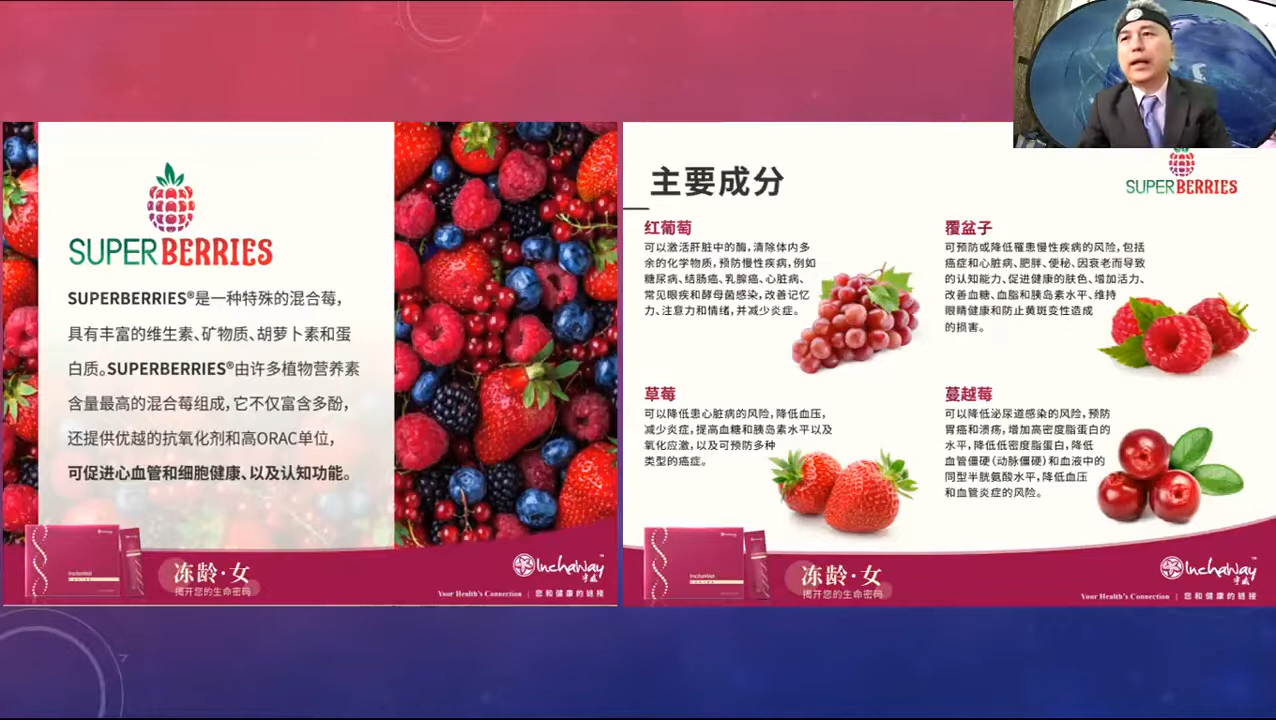 SUPERBERRIES
SUPERBERRIES®是一种特殊的混合莓，
具有丰富的维生素、矿物质、胡萝卜素和蛋
白质。SUPERBERRIES®由许多植物营养素
含量最高的混合莓组成，它不仅富含多酚，
还提供优越的抗氧化剂和高ORAC单位，
可促进心血管和细胞健康、以及认知功能。
冻龄·女
揭开您的生命密码
InchaWay™
Your Health's Connection | 您和健康的链接
主要成分
SUPERBERRIES
红葡萄
可以激活肝脏中的酶，清除体内多
余的化学物质，预防慢性疾病，例如
糖尿病、结肠癌、乳腺癌、心脏病、
常见眼疾和酵母菌感染，改善记忆
力、注意力和情绪，并减少炎症。
覆盆子
可预防或降低罹患慢性疾病的风险，包括
癌症和心脏病、肥胖、便秘、因衰老而导致
的认知能力、促进健康的肤色、增加活力、
改善血糖、血脂和胰岛素水平、维持
眼睛健康和防止黄斑变性造成
的损害。
草莓
可以降低患心脏病的风险，降低血压，
减少炎症，提高血糖和胰岛素水平以及
氧化应激，以及可预防多种
类型的癌症。
蔓越莓
可以降低泌尿道感染的风险，预防
胃癌和溃疡，增加高密度脂蛋白的
水平，降低低密度脂蛋白，降低
血管僵硬（动脉僵硬）和血液中的
同型半胱氨酸水平，降低血压
和血管炎症的风险。
冻龄·女
揭开您的生命密码
InchaWay™
Your Health's Connection | 您和健康的链接